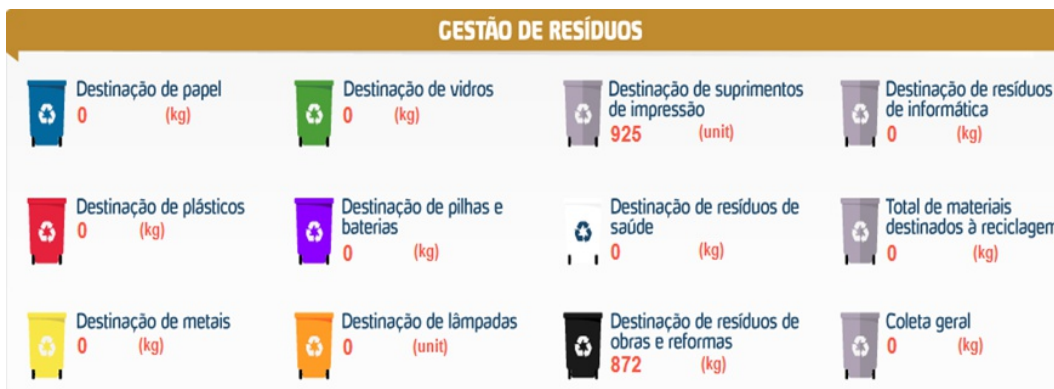 GESTÃO DE RESÍDUOS
Destinação de papel
0 (kg)
Destinação de vidros
0 (kg)
Destinação de suprimentos
de impressão
925 (unit)
Destinação de resíduos
de informática
0 (kg)
Destinação de plásticos
0 (kg)
Destinação de pilhas e
baterias
0 (kg)
Destinação de resíduos de
saúde
0 (kg)
Total de materiais
destinados à reciclagem
0 (kg)
Destinação de metais
0 (kg)
Destinação de lâmpadas
0 (unit)
Destinação de resíduos de
obras e reformas
872 (kg)
Coleta geral
0 (kg)